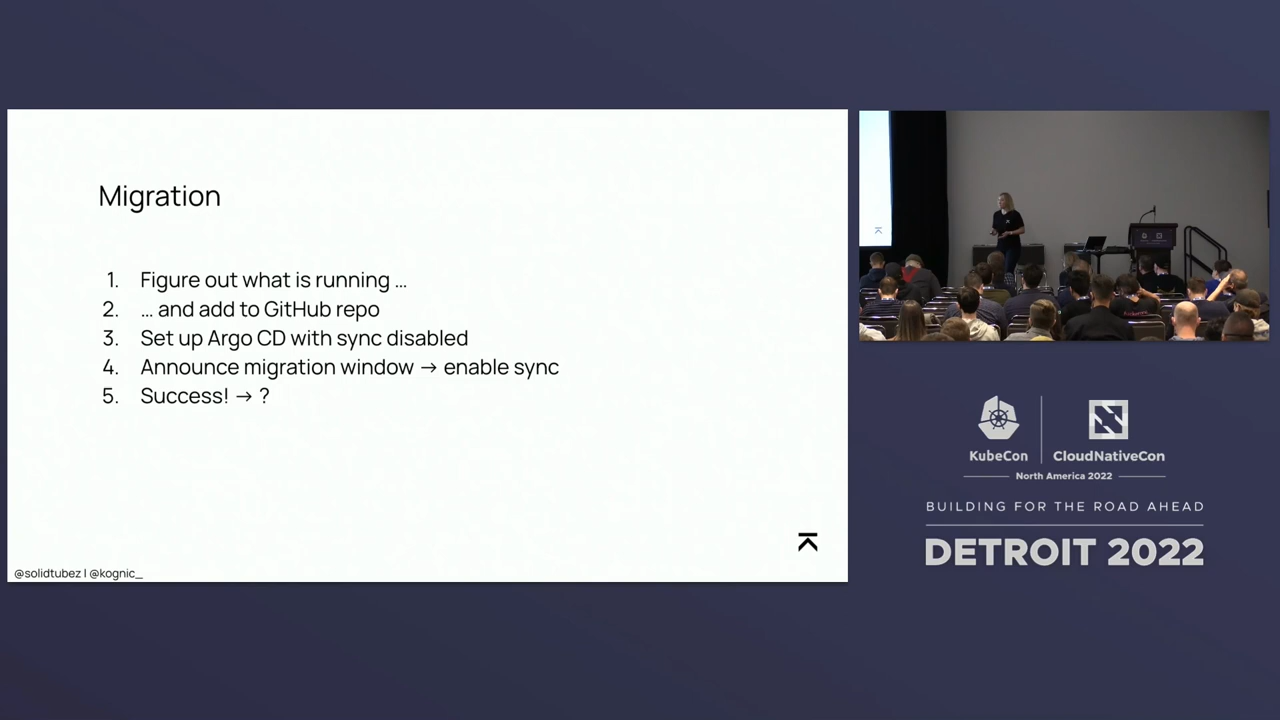 Migration
1. Figure out what is running ...
2. ... and add to GitHub repo
3. Set up Argo CD with sync disabled
4. Announce migration window → enable sync
5. Success! → ?
@solidtubez | @kognic_
KubeCon
CloudNativeCon
North America 2022
BUILDING FOR THE ROAD AHEAD
DETROIT 2022